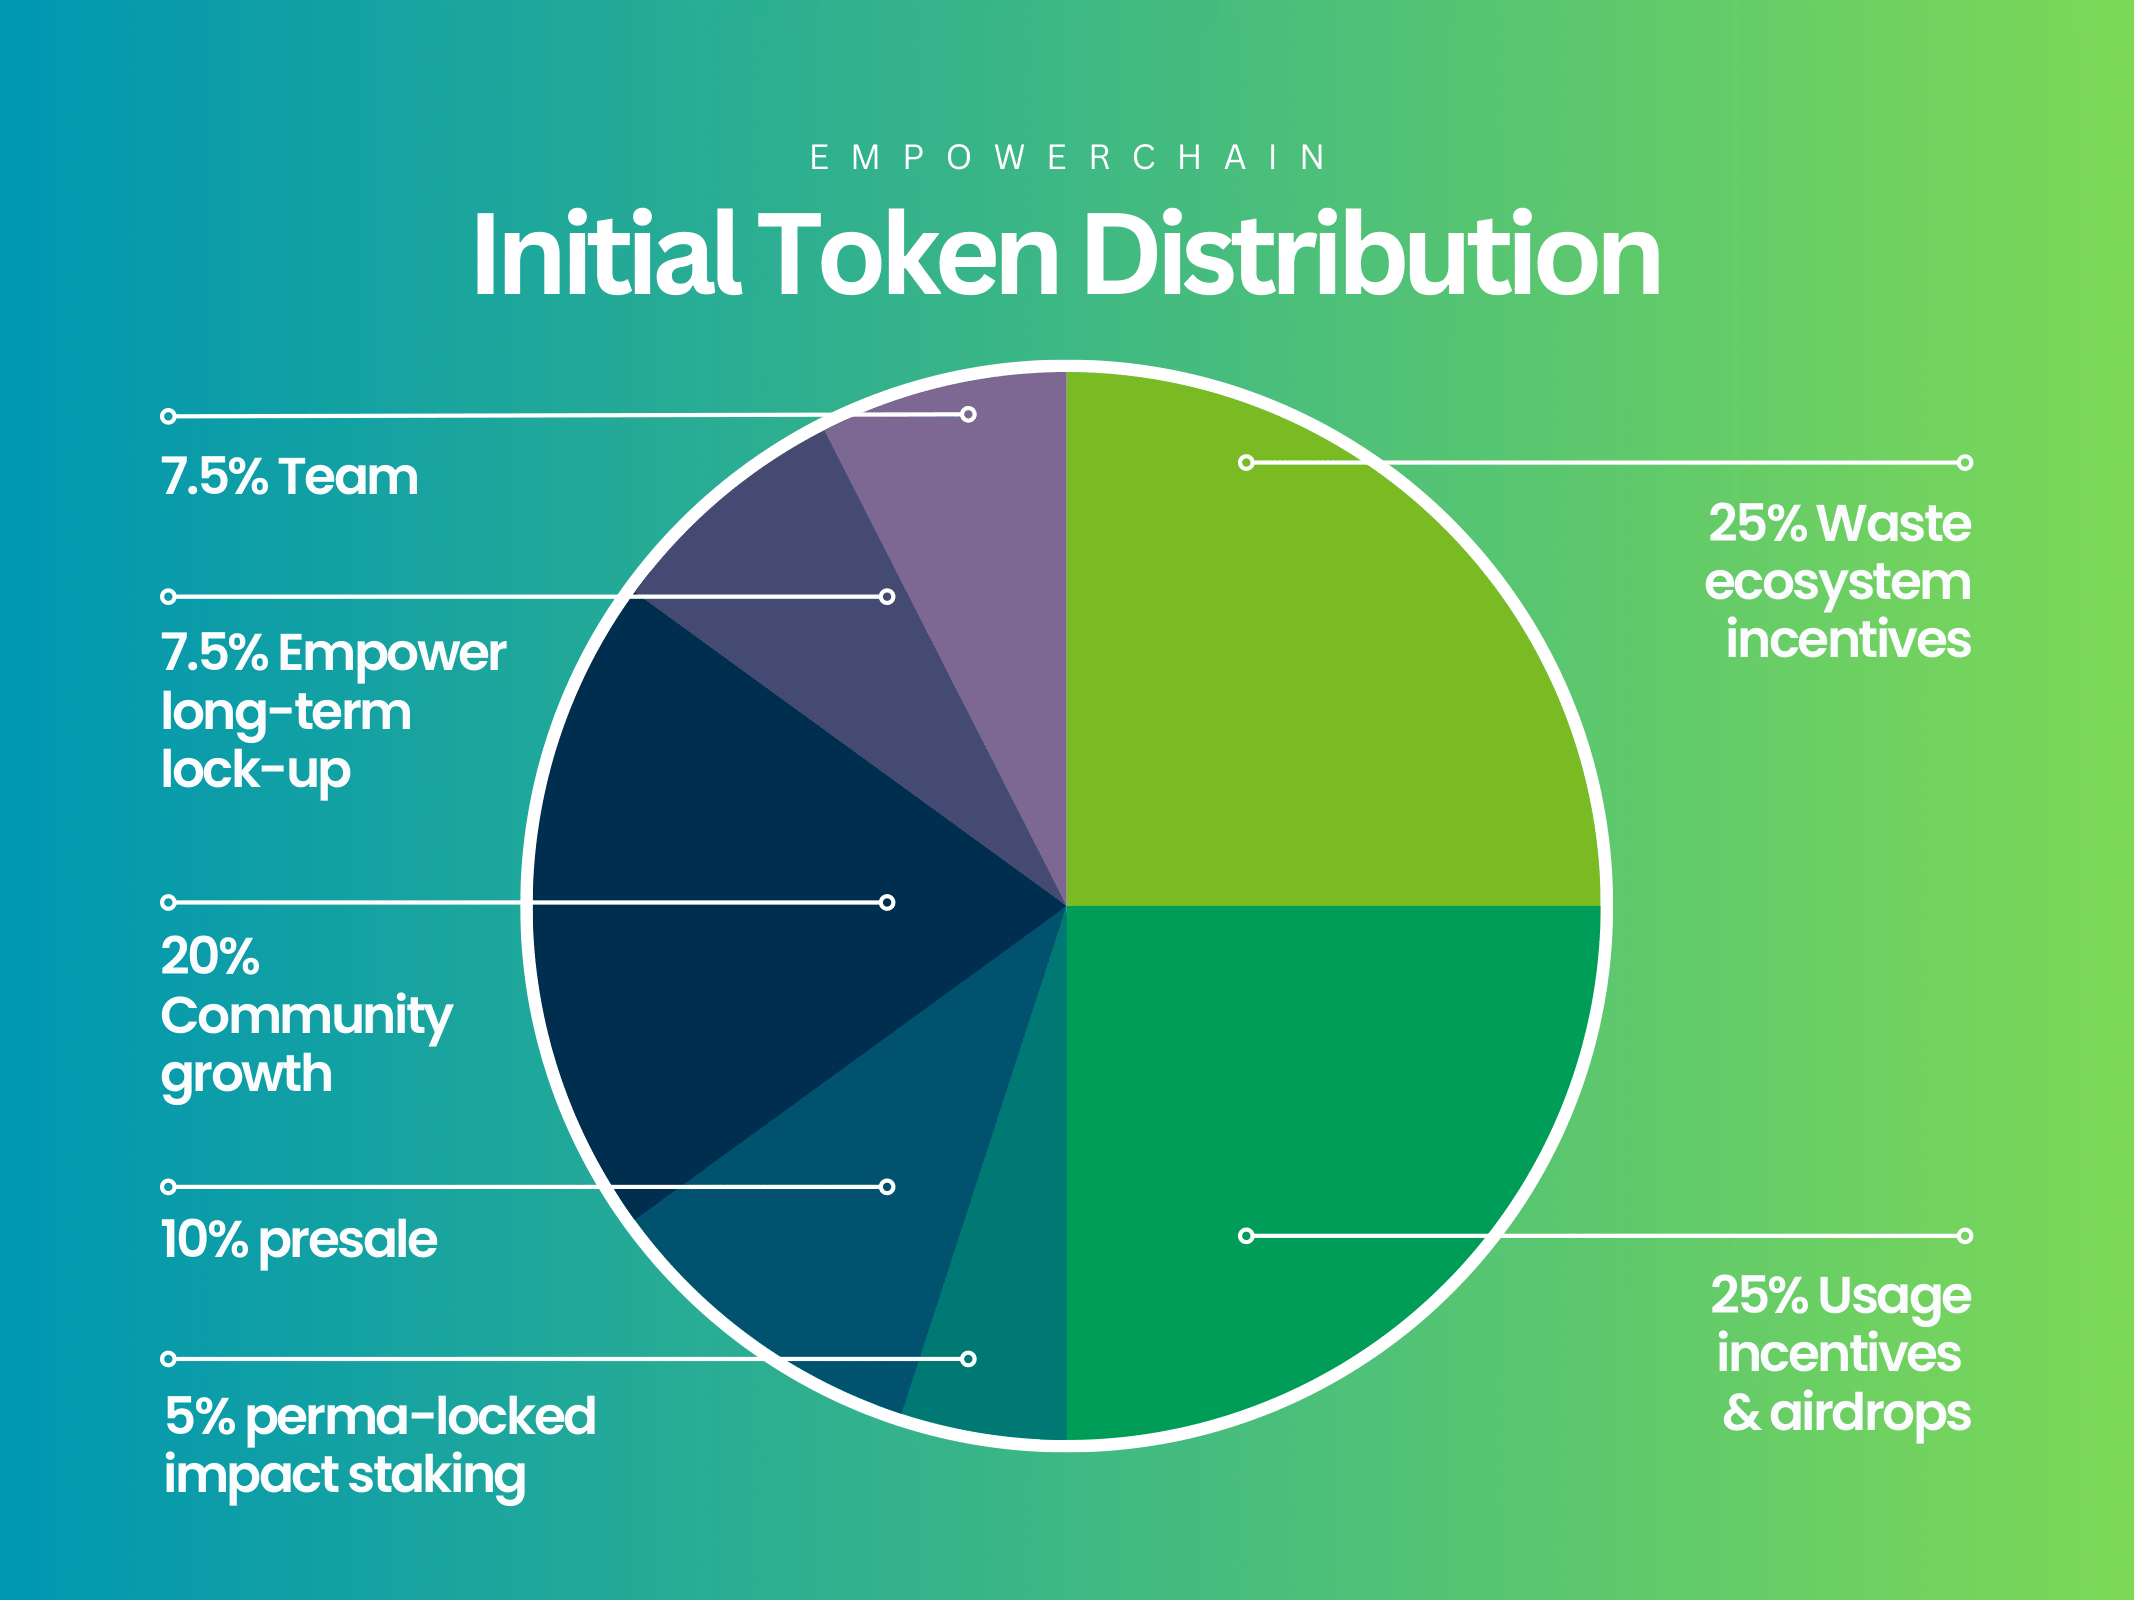 EMPOWERCHAIN
Initial Token Distribution
7.5% Team
7.5% Empower
long-term
lock-up
20%
Community
growth
10% presale
5% perma-locked
impact staking
25% Waste
ecosystem
incentives
25% Usage
incentives
& airdrops